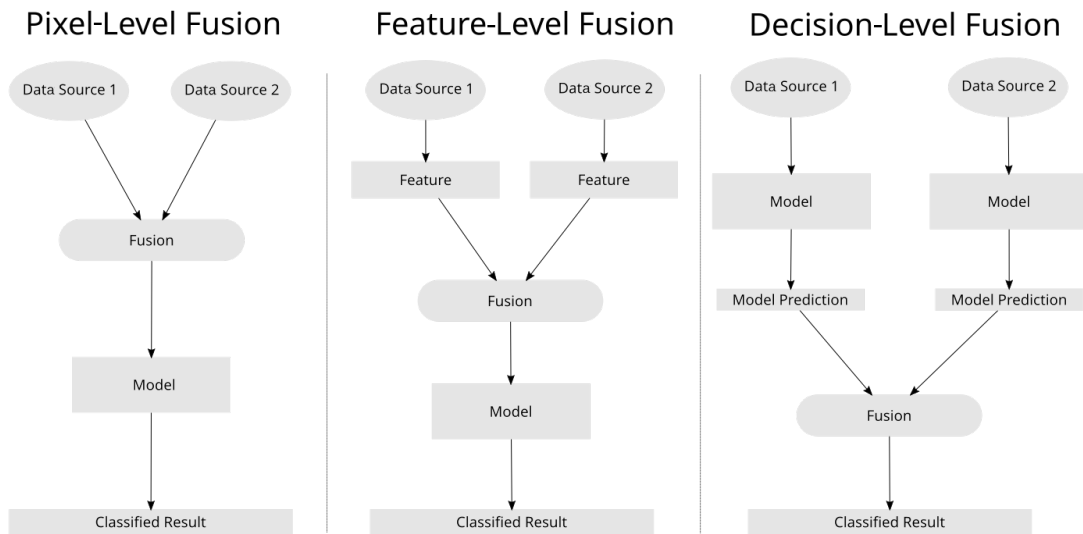 Pixel-Level Fusion
Data Source 1
Data Source 2
Fusion
Model
Classified Result
Feature-Level Fusion
Data Source 1
Data Source 2
Feature
Feature
Fusion
Model
Classified Result
Decision-Level Fusion
Data Source 1
Data Source 2
Model
Model
Model Prediction
Model Prediction
Fusion
Classified Result